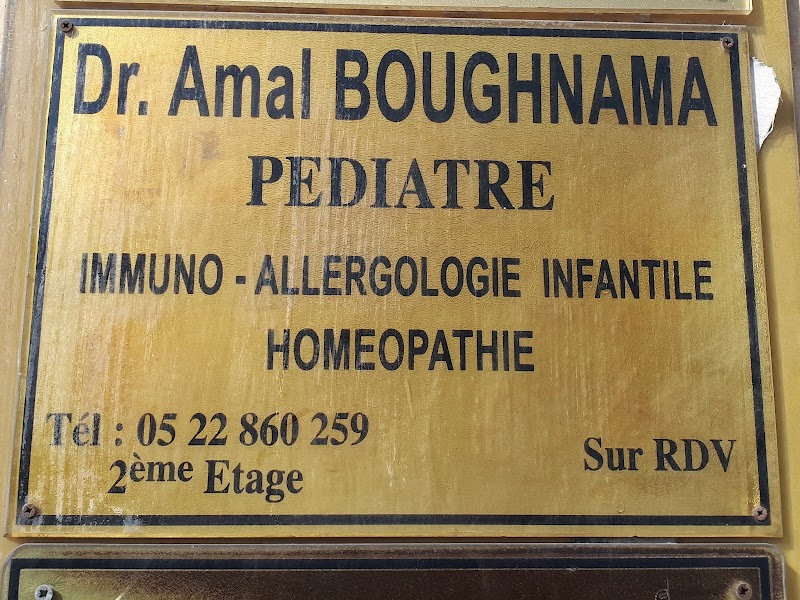 Dr. Amal BOUGHNAMA
PEDIATRE
IMMUNO - ALLERGOLOGIE INFANTILE
HOMEOPATHIE
Tél : 05 22 860 259
2ème Etage
Sur RDV